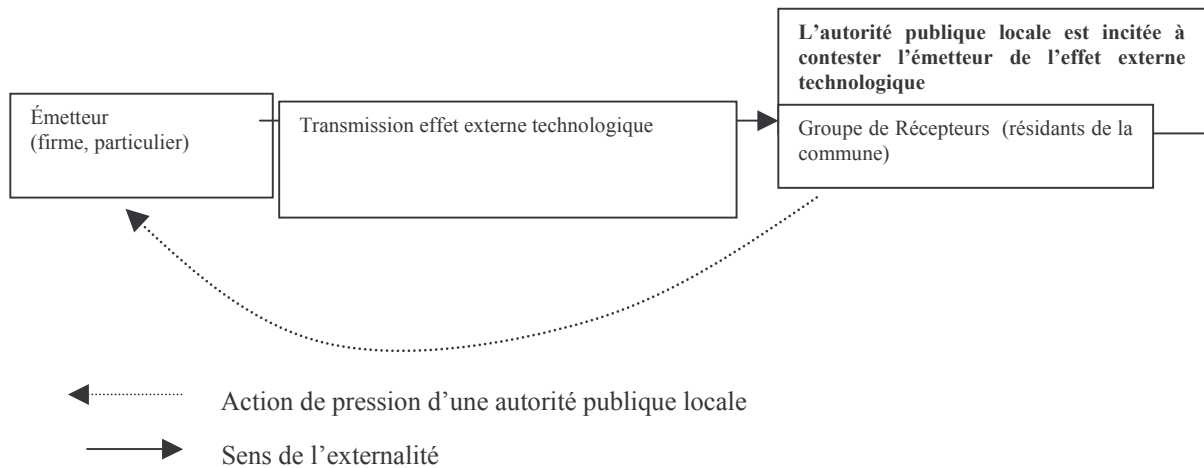 L’autorité publique locale est incitée à
contester l’émetteur de l’effet externe
technologique
Émetteur
(firme, particulier)
Transmission effet externe technologique
Groupe de Récepteurs (résidants de la
commune)
Action de pression d’une autorité publique locale
Sens de l’externalité